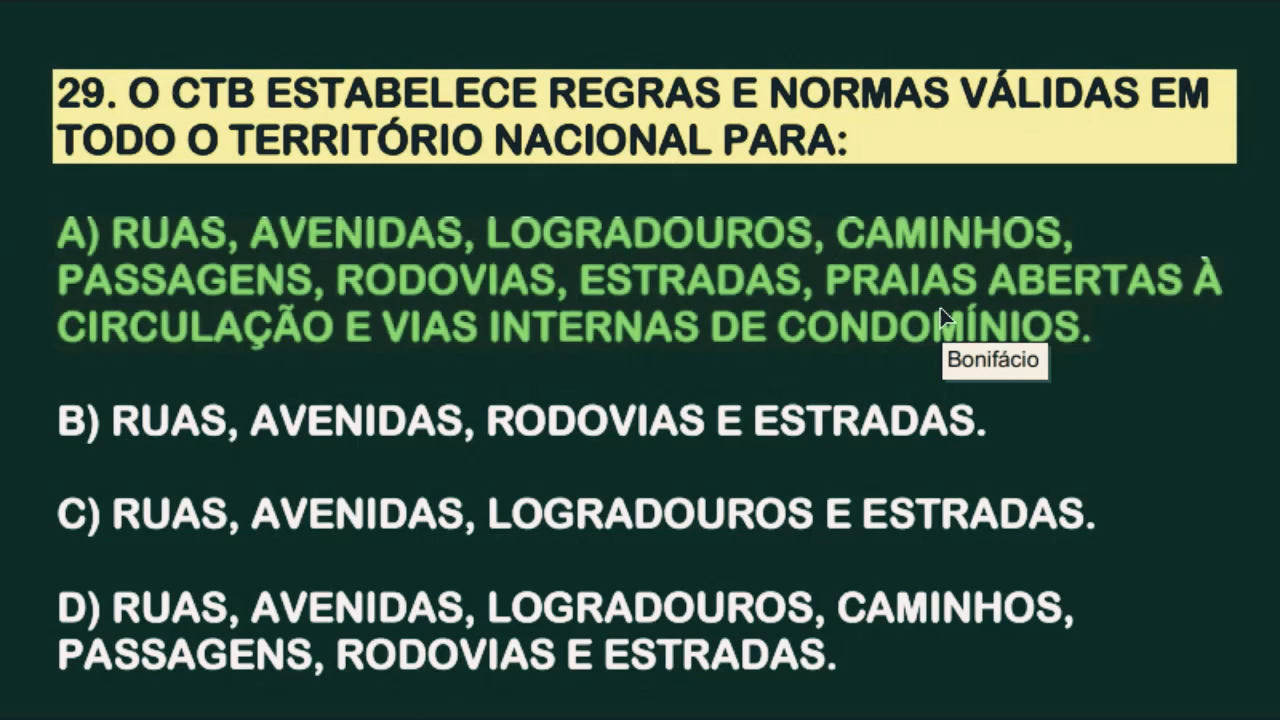 29. O CTB ESTABELECE REGRAS E NORMAS VÁLIDAS EM
TODO O TERRITÓRIO NACIONAL PARA:
A) RUAS, AVENIDAS, LOGRADOUROS, CAMINHOS,
PASSAGENS, RODOVIAS, ESTRADAS, PRAIAS ABERTAS À
CIRCULAÇÃO E VIAS INTERNAS DE CONDOMÍNIOS.
Bonifácio
B) RUAS, AVENIDAS, RODOVIAS E ESTRADAS.
C) RUAS, AVENIDAS, LOGRADOUROS E ESTRADAS.
D) RUAS, AVENIDAS, LOGRADOUROS, CAMINHOS,
PASSAGENS, RODOVIAS E ESTRADAS.